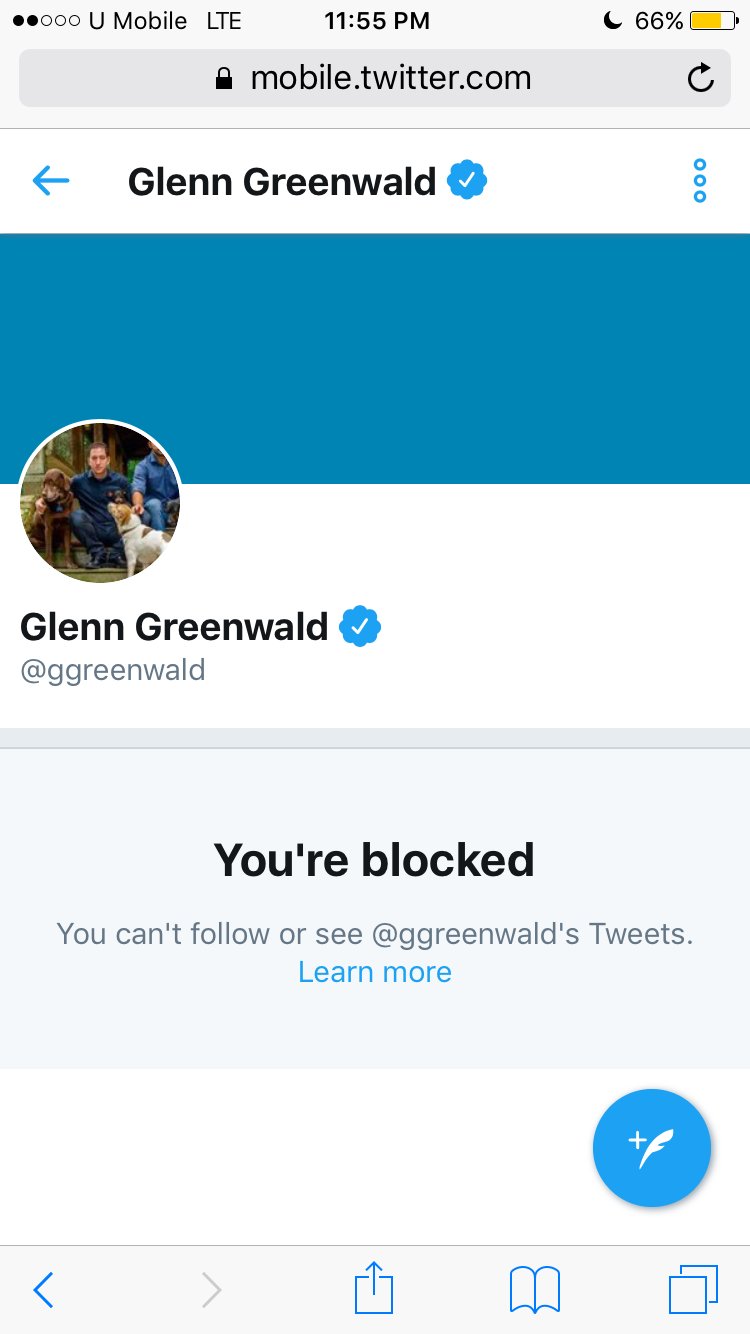 U Mobile LTE 11:55 PM 66%
mobile.twitter.com
Glenn Greenwald
Glenn Greenwald
@ggreenwald
You're blocked
You can't follow or see @ggreenwald's Tweets.
Learn more